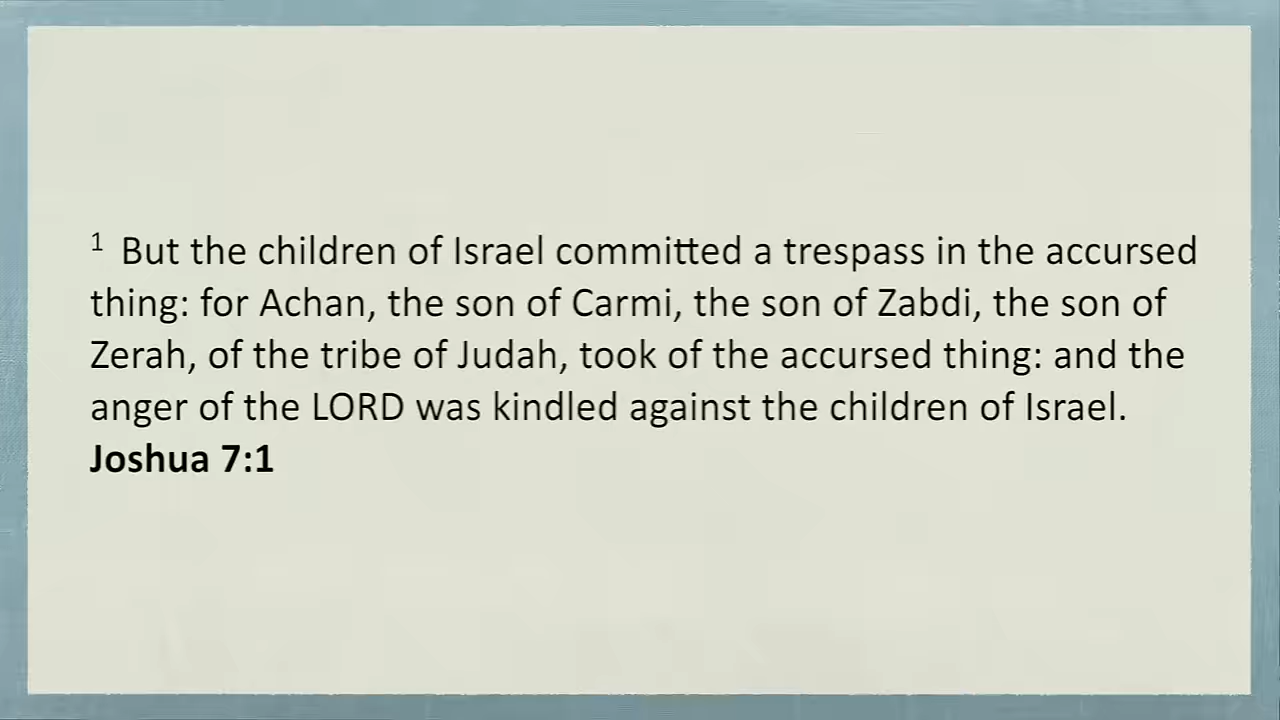 1 But the children of Israel committed a trespass in the accursed
thing: for Achan, the son of Carmi, the son of Zabdi, the son of
Zerah, of the tribe of Judah, took of the accursed thing: and the
anger of the LORD was kindled against the children of Israel.
Joshua 7:1